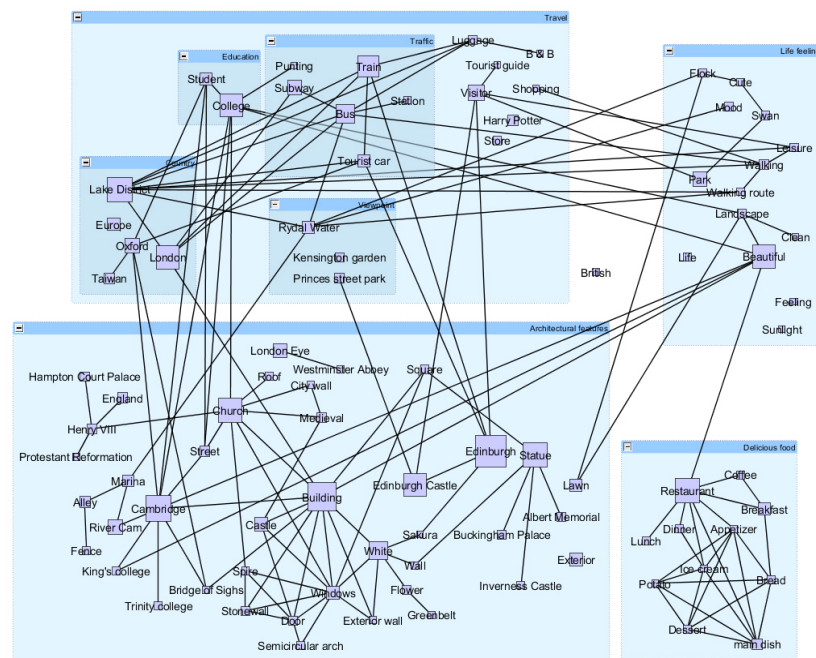 Travel
Luggage
B & B
Traffic
Education
Punting
Train
Tourist guide
Student
Subway
Visitor
Shopping
College
Bus
Station
Harry Potter
Store
Tourist car
Country
Lake District
Viewpoint
Europe
Rydal Water
Oxford
London
Kensington garden
Taiwan
Princes street park
British
Life feelin
Flock
Cute
Mood
Swan
Leisure
Walking
Park
Walking route
Landscape
Clean
Life
Beautiful
Feeling
Sunlight
Architectural features
London Eye
Westminster Abbey
Square
Hampton Court Palace
Roof
City wall
England
Church
Medieval
Henry VIII
Protestant Reformation
Street
Edinburgh
Statue
Marina
Edinburgh Castle
Lawn
Alley
River Cam
Cambridge
Building
Castle
Albert Memorial
Sakura
Buckingham Palace
Fence
White
Wall
Exterior
King's college
Spire
Bridge of Sighs
Windows
Flower
Inverness Castle
Trinity college
Stonewall
Door
Exterior wall
Greenbelt
Semicircular arch
Delicious food
Coffee
Restaurant
Breakfast
Dinner
Appetizer
Lunch
Ice cream
Potato
Bread
Dessert
main dish